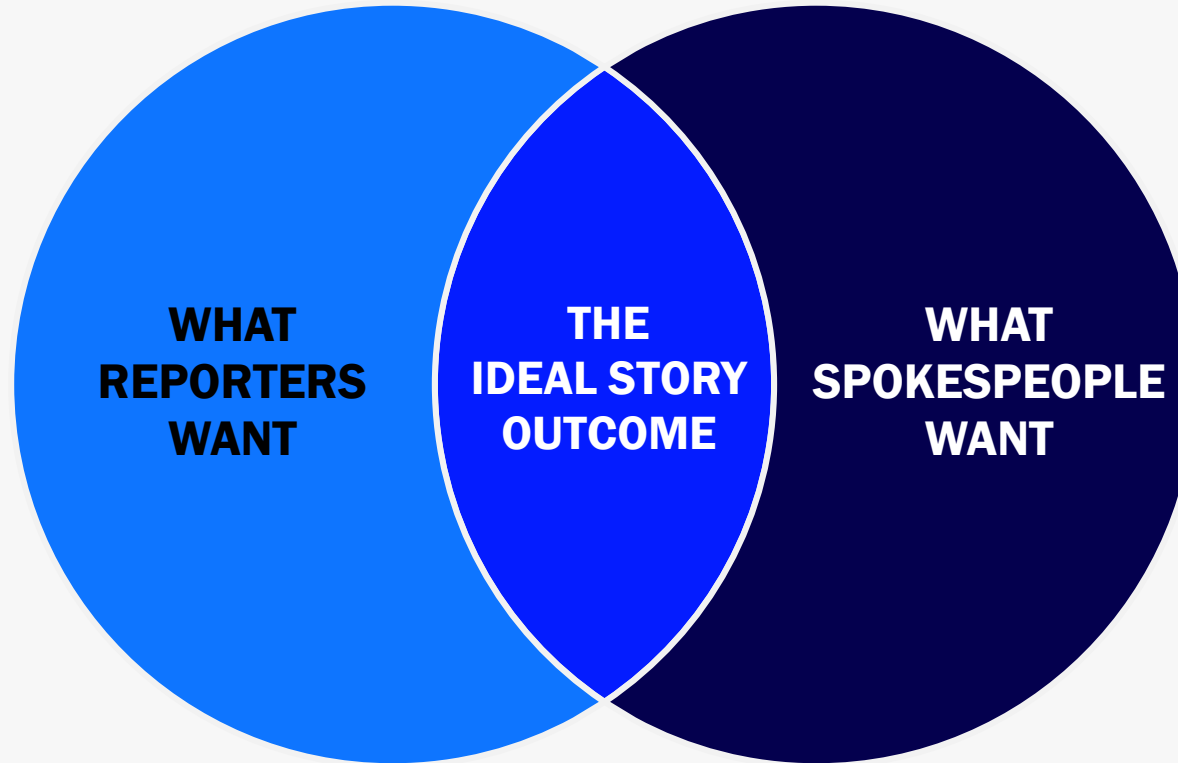 WHAT
REPORTERS
WANT
THE
IDEAL STORY
OUTCOME
WHAT
SPOKESPEOPLE
WANT